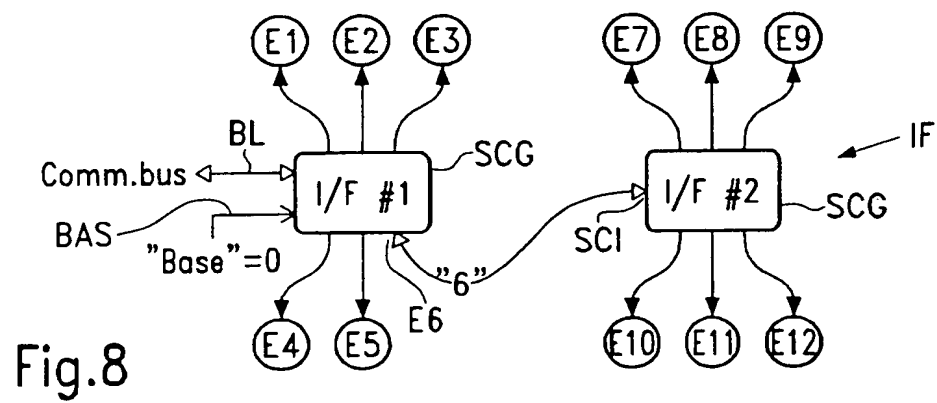 E1 E2 E3 E7 E8 E9
BL SCG IF
Comm.bus I/F #1 I/F #2
BAS SCI SCG
"Base"=0 "6"
E6
E4 E5 E10 E11 E12
Fig.8